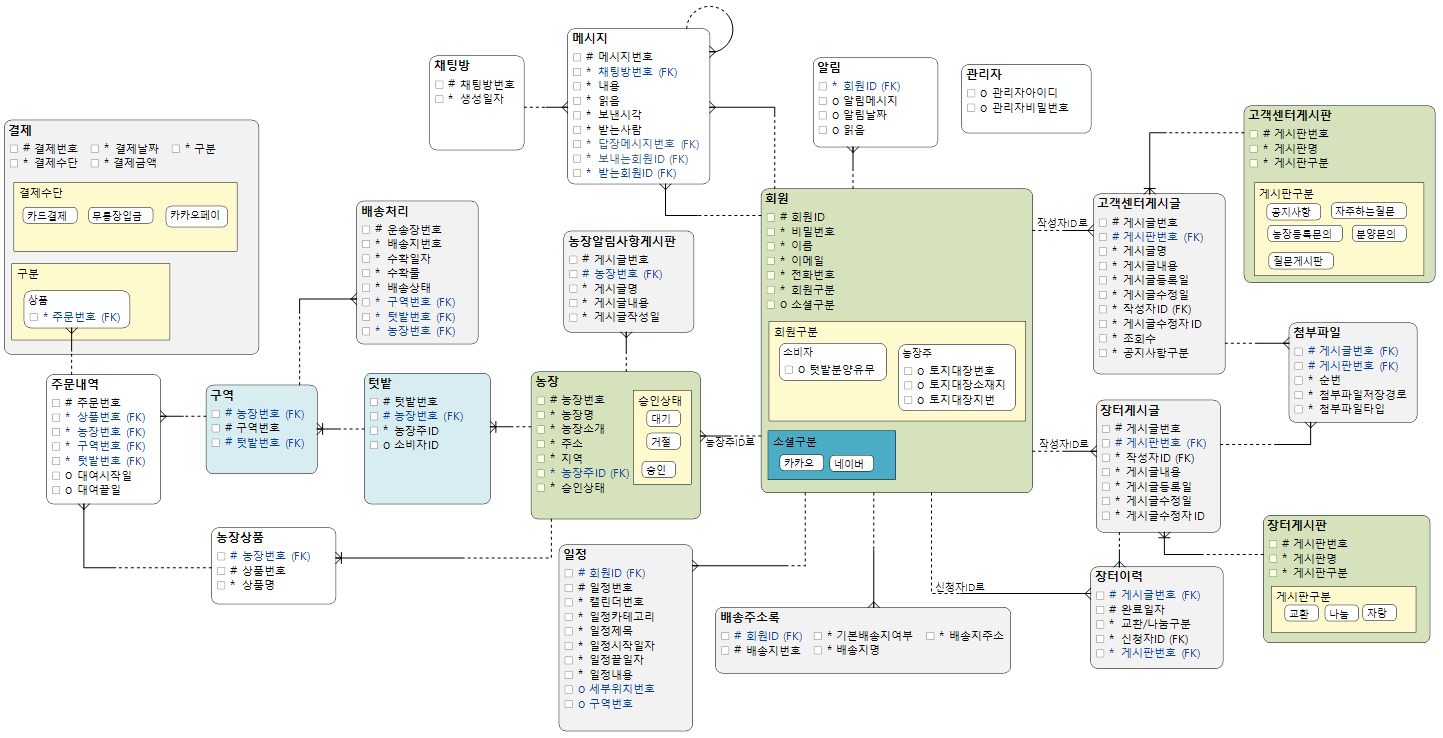 메시지
# 메시지번호
* 채팅방번호 (FK)
* 내용
* 읽음
* 보낸시각
* 받는사람
* 답장메시지번호 (FK)
* 보내는회원ID (FK)
* 받는회원ID (FK)
채팅방
# 채팅방번호
* 생성일자
알림
* 회원ID (FK)
o 알림메시지
o 알림날짜
o 읽음
관리자
o 관리자아이디
o 관리자비밀번호
고객센터게시판
# 게시판번호
* 게시판명
* 게시판구분
게시판구분
공지사항 자주하는질문
농장등록문의 분양문의
질문게시판
결제
# 결제번호 * 결제날짜 * 구분
* 결제수단 * 결제금액
결제수단
카드결제 무통장입금 카카오페이
구분
상품
* 주문번호 (FK)
배송처리
# 운송장번호
* 배송지번호
* 수확일자
* 수확물
* 배송상태
* 구역번호 (FK)
* 텃밭번호 (FK)
* 농장번호 (FK)
농장알림사항게시판
# 게시글번호
# 농장번호 (FK)
* 게시글명
* 게시글내용
* 게시글작성일
회원
# 회원ID
* 비밀번호
* 이름
* 이메일
* 전화번호
* 회원구분
o 소셜구분
회원구분
소비자
o 텃밭분양유무
농장주
o 토지대장번호
o 토지대장소재지
o 토지대장지번
소셜구분
카카오 네이버
작성자ID로
고객센터게시글
# 게시글번호
# 게시판번호 (FK)
* 게시글명
* 게시글내용
* 게시글등록일
* 게시글수정일
* 작성자ID (FK)
* 게시글수정자ID
* 조회수
* 공지사항구분
첨부파일
# 게시글번호 (FK)
# 게시판번호 (FK)
* 순번
* 첨부파일저장경로
* 첨부파일타입
주문내역
# 주문번호
* 상품번호 (FK)
* 농장번호 (FK)
* 구역번호 (FK)
* 텃밭번호 (FK)
o 대여시작일
o 대여끝일
구역
# 농장번호 (FK)
# 구역번호
# 텃밭번호 (FK)
텃밭
# 텃밭번호
# 농장번호 (FK)
* 농장주ID
o 소비자ID
농장
# 농장번호
* 농장명
* 농장소개
* 주소
* 지역
* 농장주ID (FK)
* 승인상태
승인상태
대기
거절
승인
농장주ID로
작성자ID로
장터게시글
# 게시글번호
# 게시판번호 (FK)
* 작성자ID (FK)
* 게시글내용
* 게시글등록일
* 게시글수정일
* 게시글수정자ID
장터게시판
# 게시판번호
* 게시판명
* 게시판구분
게시판구분
교환 나눔 자랑
농장상품
# 농장번호 (FK)
# 상품번호
* 상품명
일정
# 회원ID (FK)
# 일정번호
* 캘린더번호
* 일정카테고리
* 일정제목
* 일정시작일자
* 일정끝일자
* 일정내용
o 세부위치번호
o 구역번호
배송주소록
# 회원ID (FK) * 기본배송지여부 * 배송지주소
# 배송지번호 * 배송지명
신청자ID로
장터이력
# 게시글번호 (FK)
# 완료일자
* 교환/나눔구분
* 신청자ID (FK)
* 게시판번호 (FK)